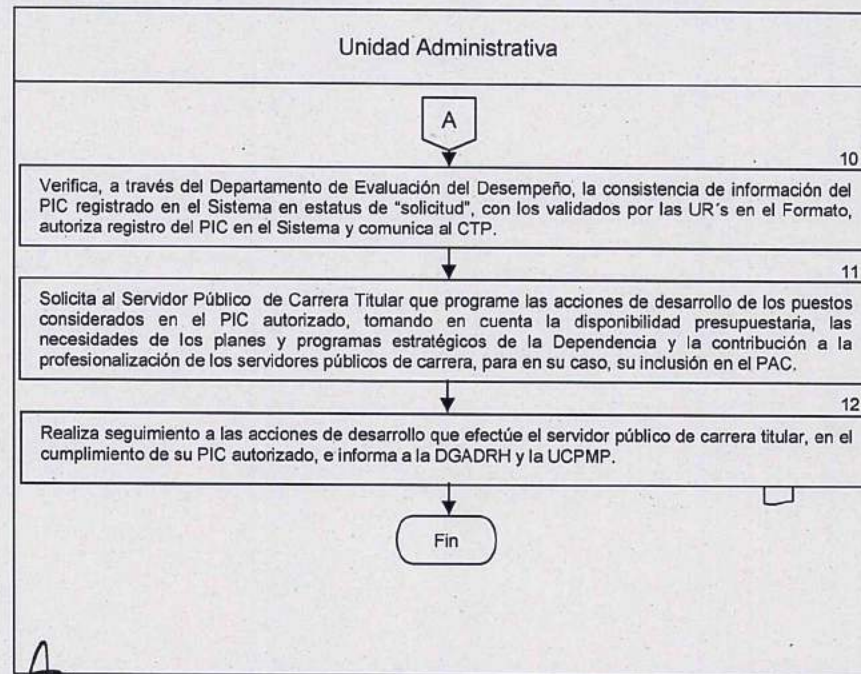 Unidad Administrativa
A
10
Verifica, a través del Departamento de Evaluación del Desempeño, la consistencia de información del
PIC registrado en el Sistema en estatus de "solicitud", con los validados por las UR´s en el Formato,
autoriza registro del PIC en el Sistema y comunica al CTP.
11
Solicita al Servidor Público de Carrera Titular que programe las acciones de desarrollo de los puestos
considerados en el PIC autorizado, tomando en cuenta la disponibilidad presupuestaria, las
necesidades de los planes y programas estratégicos de la Dependencia y la contribución a la
profesionalización de los servidores públicos de carrera, para en su caso, su inclusión en el PAC.
12
Realiza seguimiento a las acciones de desarrollo que efectúe el servidor público de carrera titular, en el
cumplimiento de su PIC autorizado, e informa a la DGADRH y la UCPMP.
Fin